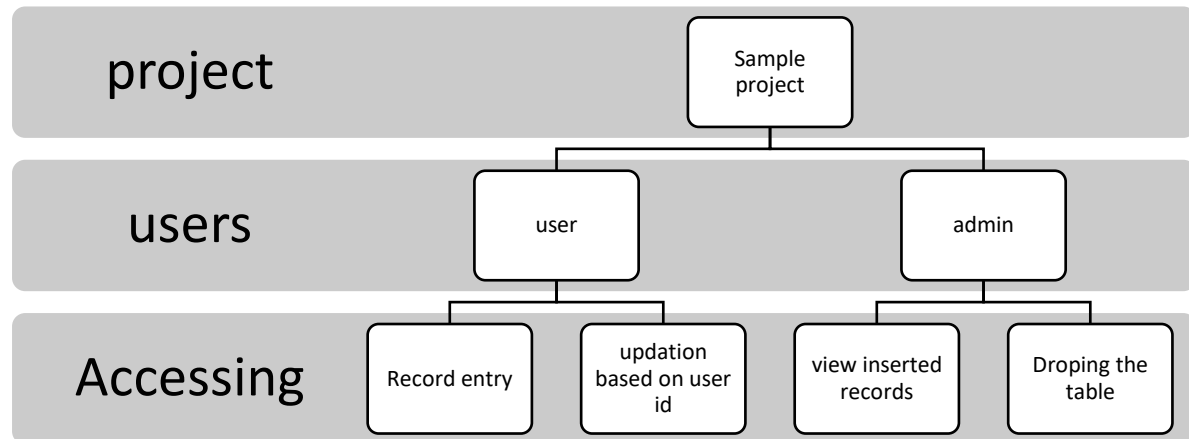 project
Sample
project
users
user
admin
Accessing
Record entry
updation
based on user
id
view inserted
records
Droping the
table